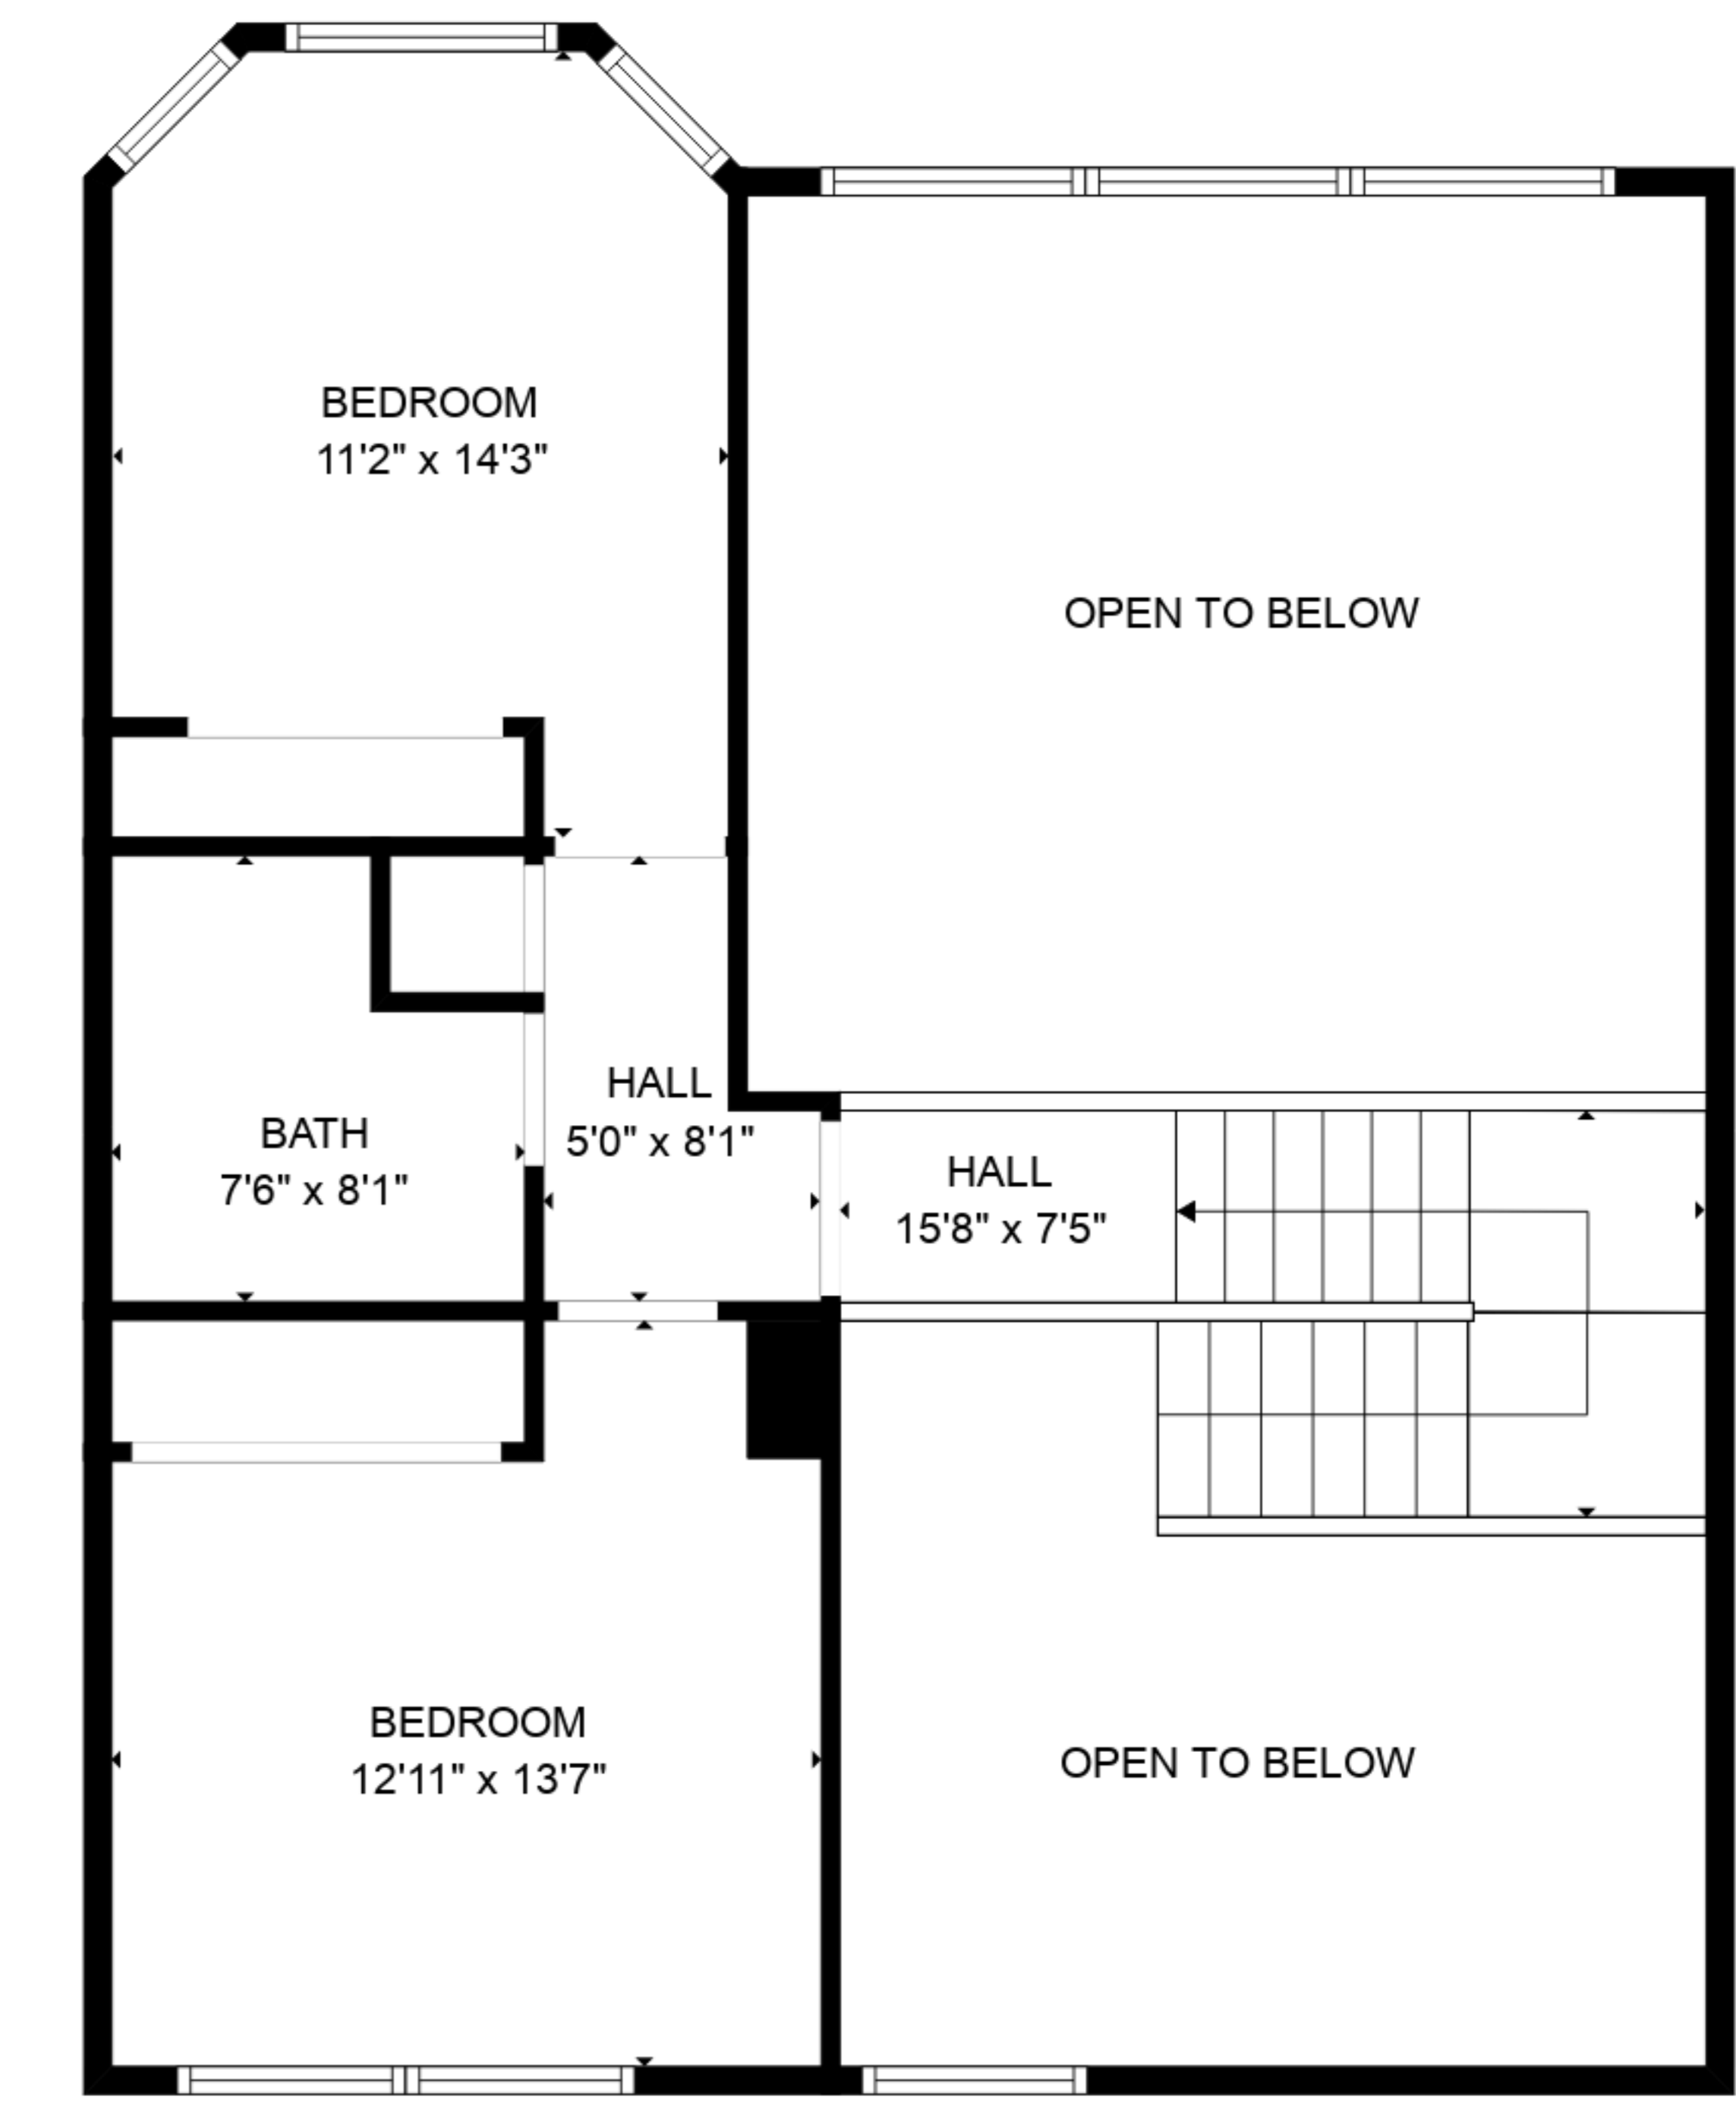 BEDROOM
11'2" x 14'3"
OPEN TO BELOW
HALL
5'0" x 8'1"
BATH
7'6" x 8'1"
HALL
15'8" x 7'5"
BEDROOM
12'11" x 13'7"
OPEN TO BELOW